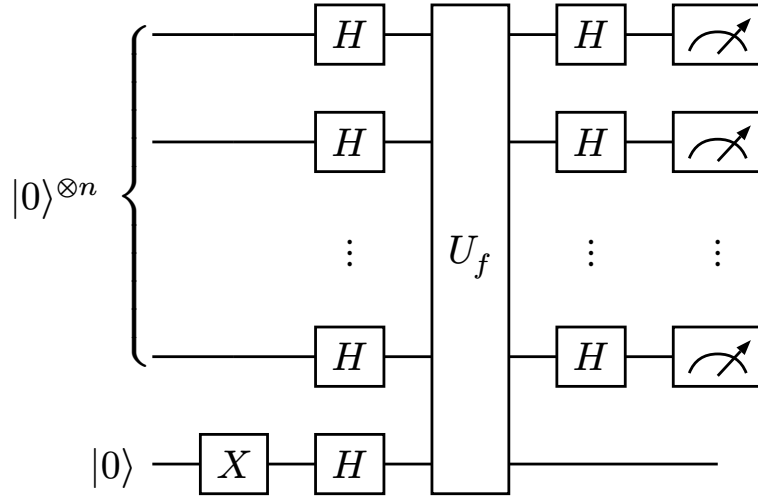 H H
H H
|0⟩⊗n
⋮ U_f ⋮ ⋮
H H
|0⟩ X H